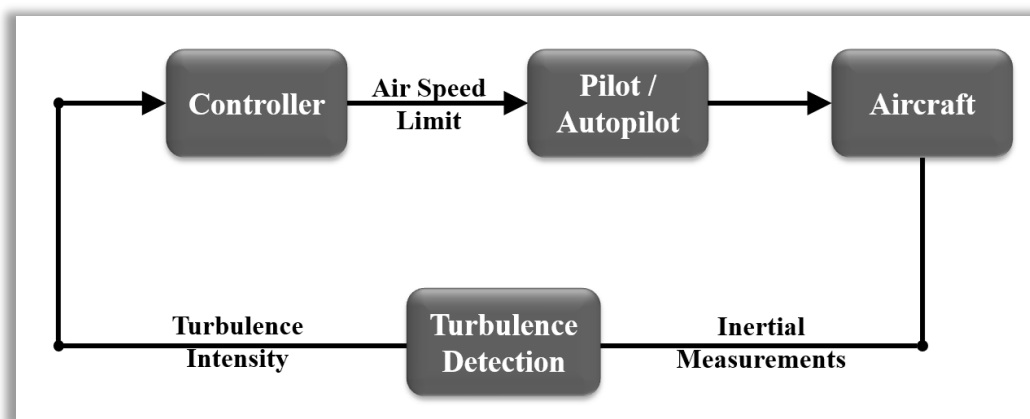 Controller
Air Speed
Limit
Pilot /
Autopilot
Aircraft
Turbulence
Intensity
Turbulence
Detection
Inertial
Measurements